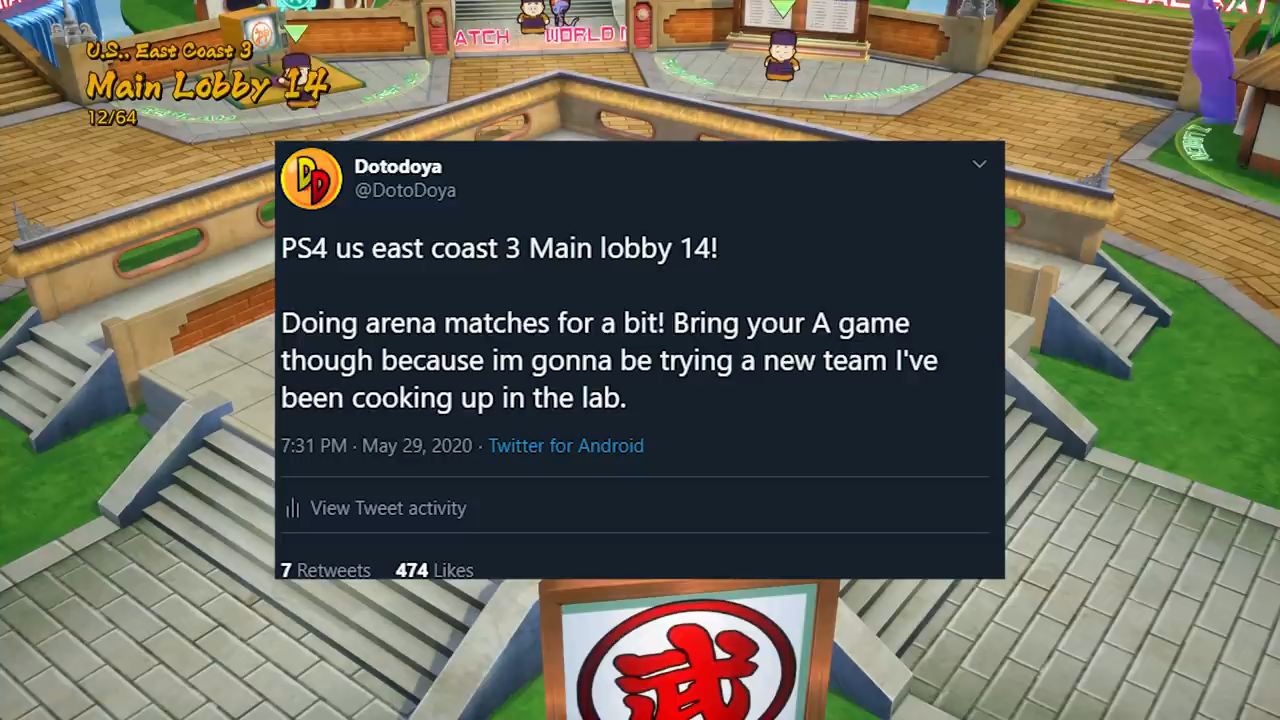 U.S., East Coast 3
Main Lobby 14
12/64
ATCH WORLD M
Dotodoya
@DotoDoya
PS4 us east coast 3 Main lobby 14!
Doing arena matches for a bit! Bring your A game
though because im gonna be trying a new team I've
been cooking up in the lab.
7:31 PM · May 29, 2020 · Twitter for Android
View Tweet activity
7 Retweets 474 Likes
武